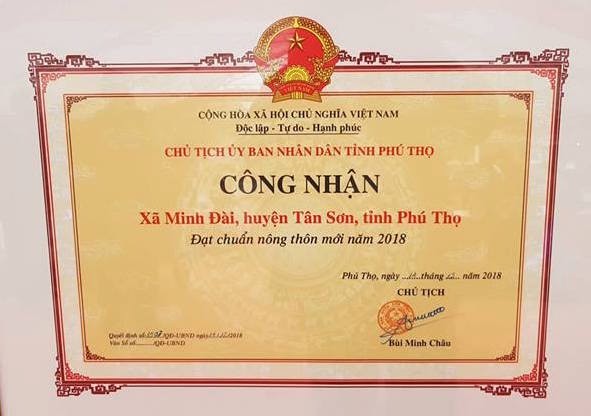 VIỆT NAM
CỘNG HÒA XÃ HỘI CHỦ NGHĨA VIỆT NAM
Độc lập - Tự do - Hạnh phúc
CHỦ TỊCH ỦY BAN NHÂN DÂN TỈNH PHÚ THỌ
CÔNG NHẬN
Xã Minh Đài, huyện Tân Sơn, tỉnh Phú Thọ
Đạt chuẩn nông thôn mới năm 2018
Phú Thọ, ngày tháng năm 2018
CHỦ TỊCH
Bùi Minh Châu
Quyết định số: /QĐ-UBND ngày /2018
Vào Sổ số:........../QĐ-UBND